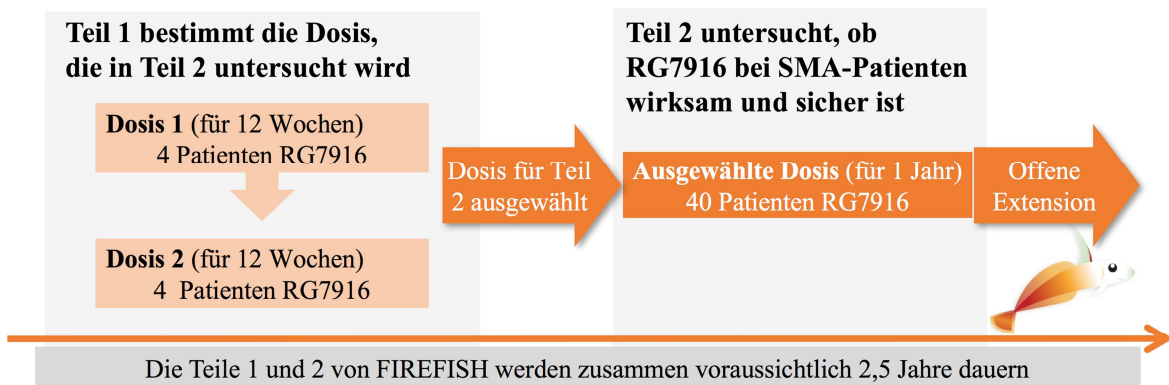 Teil 1 bestimmt die Dosis,
die in Teil 2 untersucht wird
Dosis 1 (für 12 Wochen)
4 Patienten RG7916
Dosis 2 (für 12 Wochen)
4 Patienten RG7916
Dosis für Teil
2 ausgewählt
Teil 2 untersucht, ob
RG7916 bei SMA-Patienten
wirksam und sicher ist
Ausgewählte Dosis (für 1 Jahr)
40 Patienten RG7916
Offene
Extension
Die Teile 1 und 2 von FIREFISH werden zusammen voraussichtlich 2,5 Jahre dauern